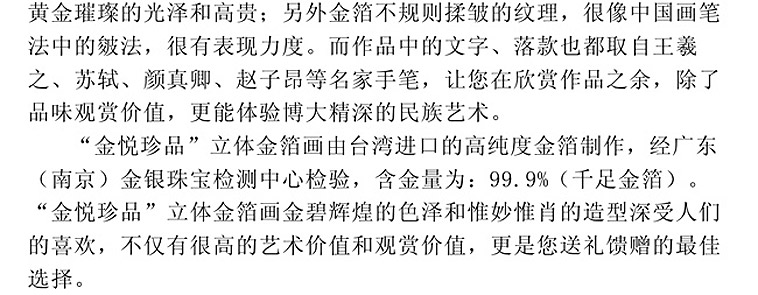 黄金璀璨的光泽和高贵；另外金箔不规则揉皱的纹理，很像中国画笔
法中的皴法，很有表现力度。而作品中的文字、落款也都取自王羲
之、苏轼、颜真卿、赵子昂等名家手笔，让您在欣赏作品之余，除了
品味观赏价值，更能体验博大精深的民族艺术。
“金悦珍品”立体金箔画由台湾进口的高纯度金箔制作，经广东
（南京）金银珠宝检测中心检验，含金量为：99.9%（千足金箔）。
“金悦珍品”立体金箔画金碧辉煌的色泽和惟妙惟肖的造型深受人们
的喜欢，不仅有很高的艺术价值和观赏价值，更是您送礼馈赠的最佳
选择。